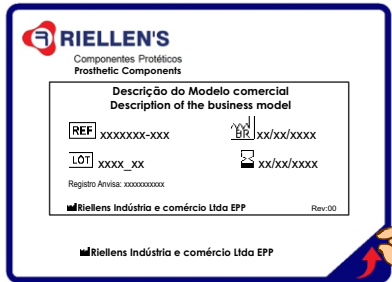 RIELLEN'S
Componentes Protéticos
Prosthetic Components
Descrição do Modelo comercial
Description of the business model
REF xxxxxxx-xxx BR xx/xx/xxxx
LOT xxxx_xx xx/xx/xxxx
Registro Anvisa: xxxxxxxxxxx
Riellens Indústria e comércio Ltda EPP Rev:00
Riellens Indústria e comércio Ltda EPP